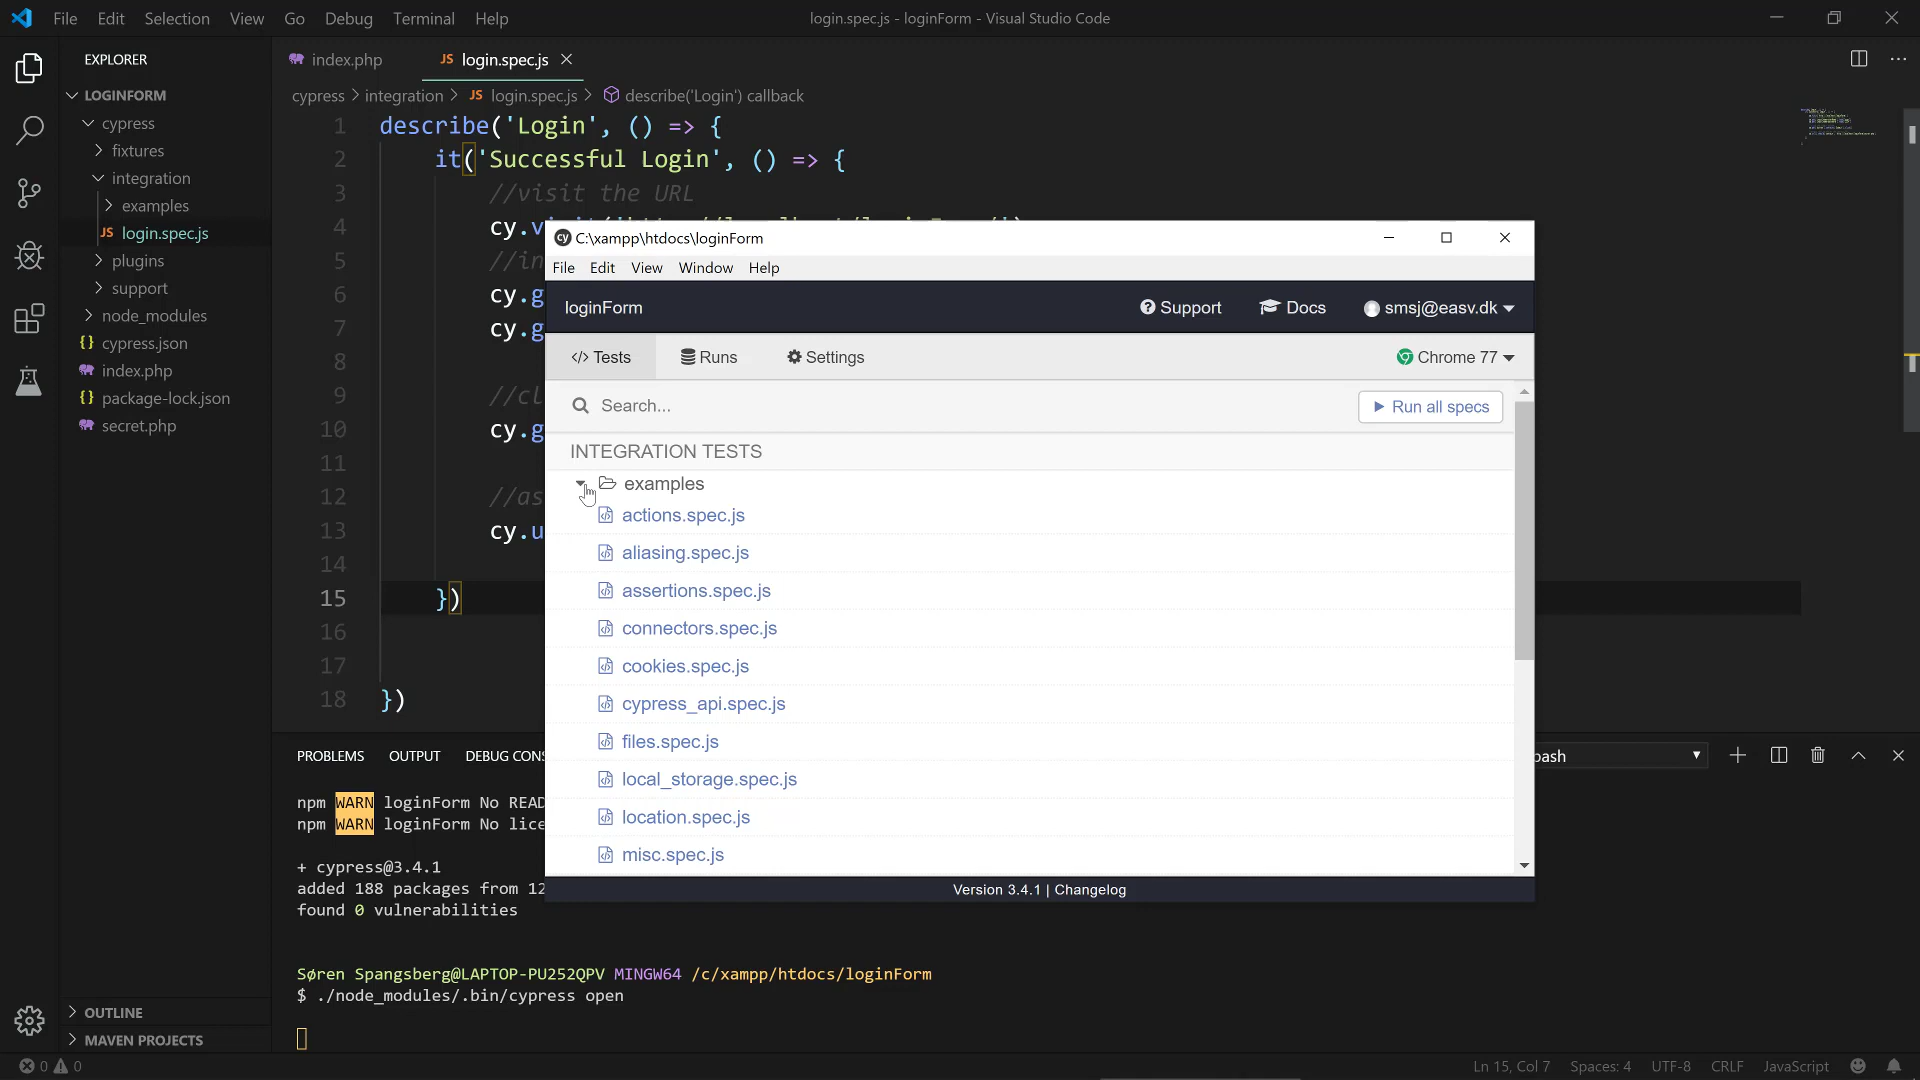 File Edit Selection View Go Debug Terminal Help
login.spec.js - loginForm - Visual Studio Code
EXPLORER
LOGINFORM
cypress
fixtures
integration
examples
JS login.spec.js
plugins
support
node_modules
{} cypress.json
index.php
{} package-lock.json
secret.php
OUTLINE
MAVEN PROJECTS
index.php
JS login.spec.js
cypress > integration > JS login.spec.js > describe('Login') callback
1 describe('Login', () => {
2 it('Successful Login', () => {
3 //visit the URL
4 cy.v
5 //in
6 cy.g
7 cy.g
8
9 //cl
10 cy.g
11
12 //as
13 cy.u
14
15 })
16
17
18 })
cy C:\xampp\htdocs\loginForm
File Edit View Window Help
loginForm
Support Docs smsj@easv.dk
</> Tests Runs Settings Chrome 77
Search... Run all specs
INTEGRATION TESTS
examples
actions.spec.js
aliasing.spec.js
assertions.spec.js
connectors.spec.js
cookies.spec.js
cypress_api.spec.js
files.spec.js
local_storage.spec.js
location.spec.js
misc.spec.js
Version 3.4.1 | Changelog
PROBLEMS OUTPUT DEBUG CONS
bash
npm WARN loginForm No READ
npm WARN loginForm No lice
+ cypress@3.4.1
added 188 packages from 12
found 0 vulnerabilities
Søren Spangsberg@LAPTOP-PU252QPV MINGW64 /c/xampp/htdocs/loginForm
$ ./node_modules/.bin/cypress open
0 0
Ln 15, Col 7 Spaces: 4 UTF-8 CRLF JavaScript